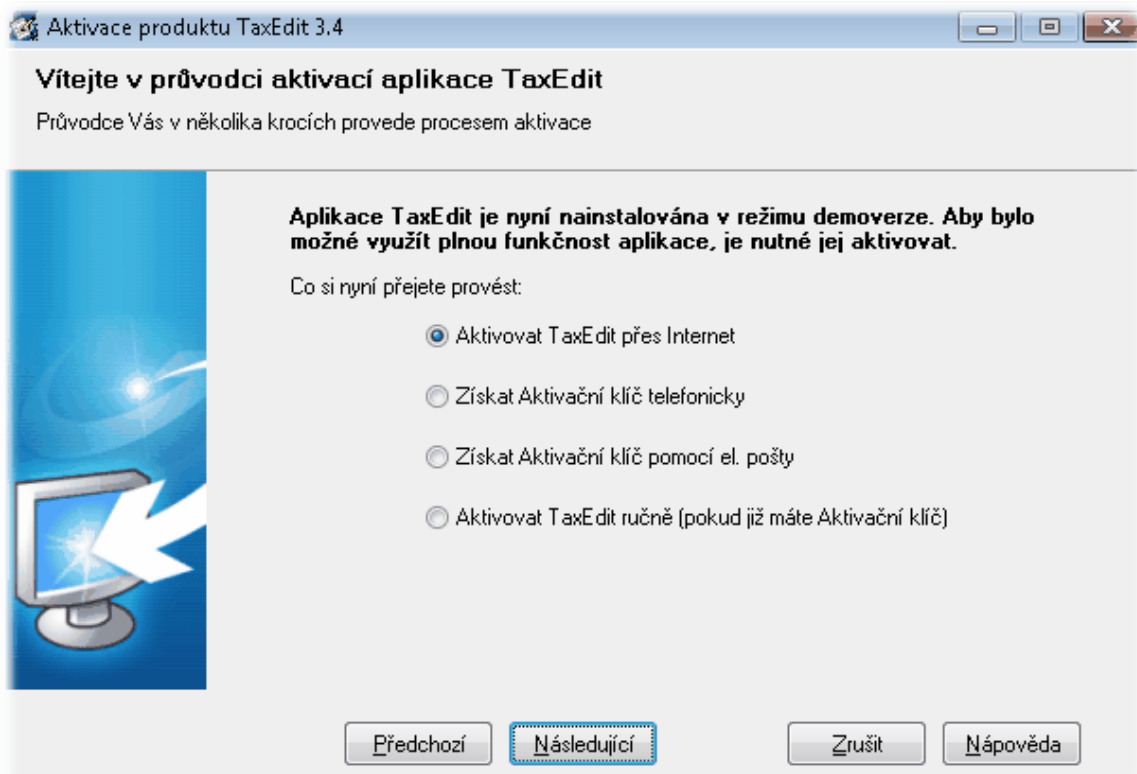 Aktivace produktu TaxEdit 3.4
Vítejte v průvodci aktivací aplikace TaxEdit
Průvodce Vás v několika krocích provede procesem aktivace
Aplikace TaxEdit je nyní nainstalována v režimu demoverze. Aby bylo
možné využít plnou funkčnost aplikace, je nutné jej aktivovat.
Co si nyní přejete provést:
Aktivovat TaxEdit přes Internet
Získat Aktivační klíč telefonicky
Získat Aktivační klíč pomocí el. pošty
Aktivovat TaxEdit ručně (pokud již máte Aktivační klíč)
Předchozí Následující Zrušit Nápověda